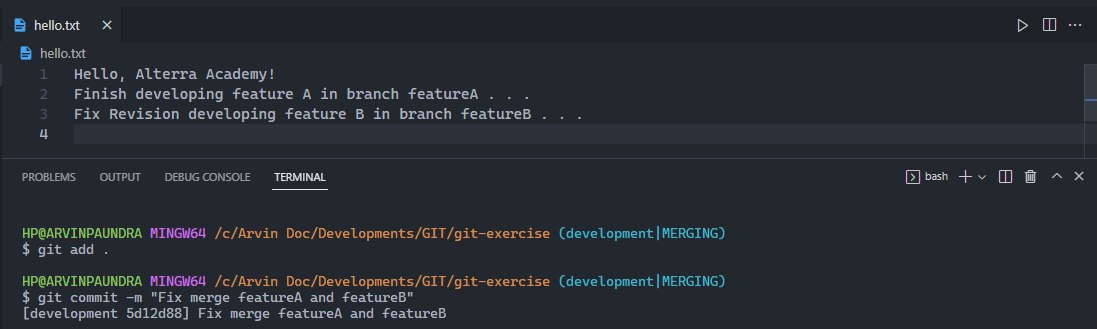 hello.txt
hello.txt
1 Hello, Alterra Academy!
2 Finish developing feature A in branch featureA . . .
3 Fix Revision developing feature B in branch featureB . . .
4
PROBLEMS OUTPUT DEBUG CONSOLE TERMINAL bash
HP@ARVINPAUNDRA MINGW64 /c/Arvin Doc/Developments/GIT/git-exercise (development|MERGING)
$ git add .
HP@ARVINPAUNDRA MINGW64 /c/Arvin Doc/Developments/GIT/git-exercise (development|MERGING)
$ git commit -m "Fix merge featureA and featureB"
[development 5d12d88] Fix merge featureA and featureB